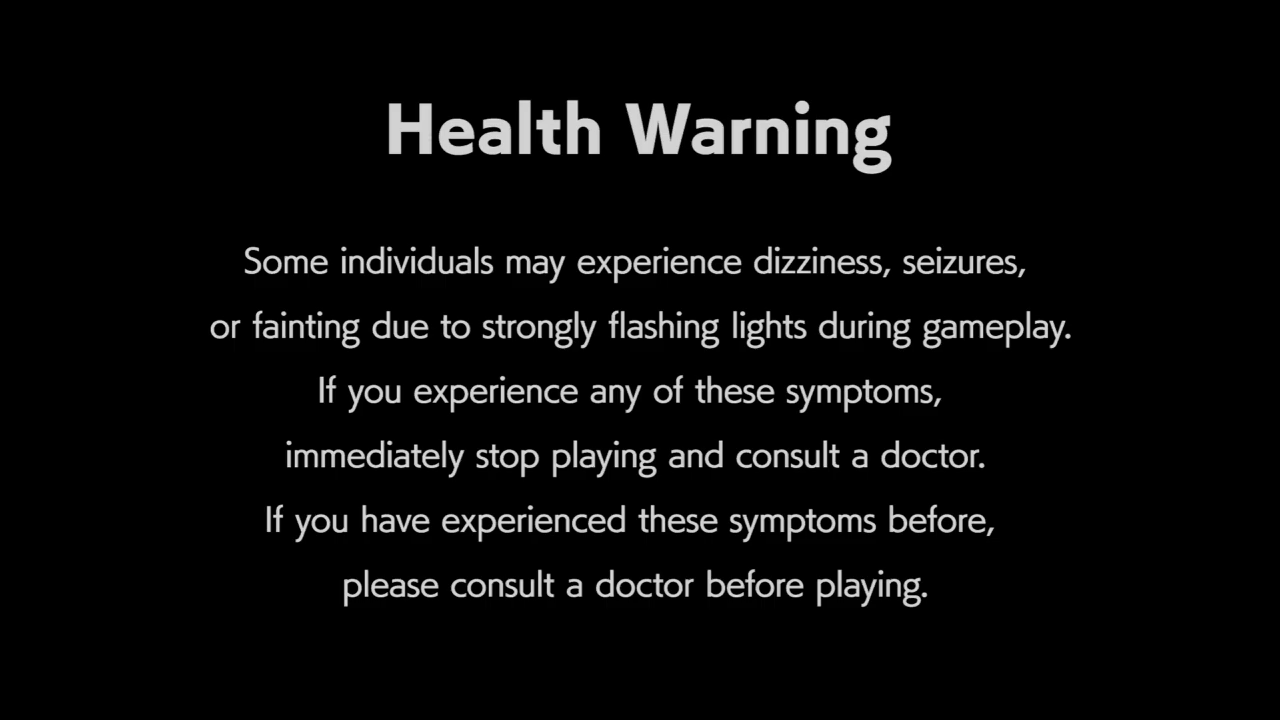 Health Warning
Some individuals may experience dizziness, seizures,
or fainting due to strongly flashing lights during gameplay.
If you experience any of these symptoms,
immediately stop playing and consult a doctor.
If you have experienced these symptoms before,
please consult a doctor before playing.